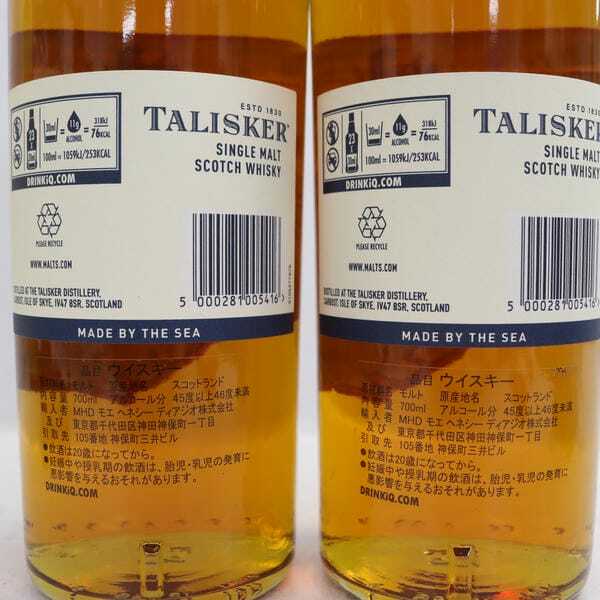 ESTD 1830
TALISKER
SINGLE MALT
SCOTCH WHISKY
23
30ml = 11g ALCOHOL = 318kJ 76KCAL
100ml = 1059kJ/253KCAL
DRINKiQ.COM
PLEASE RECYCLE
WWW.MALTS.COM
DISTILLED AT THE TALISKER DISTILLERY,
CARBOST, ISLE OF SKYE, IV47 8SR, SCOTLAND
5 000281 005416 >
MADE BY THE SEA
品目 ウイスキー
原材料名 モルト 原産地名 スコットランド
内容量 700ml アルコール分 45度以上46度未満
輸入者 MHD モエ ヘネシー ディアジオ株式会社
及び 東京都千代田区神田神保町一丁目
引取先 105番地 神保町三井ビル
●飲酒は20歳になってから。
●妊娠中や授乳期の飲酒は、胎児・乳児の発育に
悪影響を与えるおそれがあります。
DRINKiQ.COM
ESTD 1830
TALISKER
SINGLE MALT
SCOTCH WHISKY
23
30ml = 11g ALCOHOL = 318kJ 76KCAL
100ml = 1059kJ/253KCAL
DRINKiQ.COM
PLEASE RECYCLE
WWW.MALTS.COM
DISTILLED AT THE TALISKER DISTILLERY,
CARBOST, ISLE OF SKYE, IV47 8SR, SCOTLAND
5 000281 005416
MADE BY THE SEA
品目 ウイスキー
原材料名 モルト 原産地名 スコットランド
内容量 700ml アルコール分 45度以上46度未満
輸入者 MHD モエ ヘネシー ディアジオ株式会社
及び 東京都千代田区神田神保町一丁目
引取先 105番地 神保町三井ビル
●飲酒は20歳になってから。
●妊娠中や授乳期の飲酒は、胎児・乳児の発育に
悪影響を与えるおそれがあります。
DRINKiQ.COM